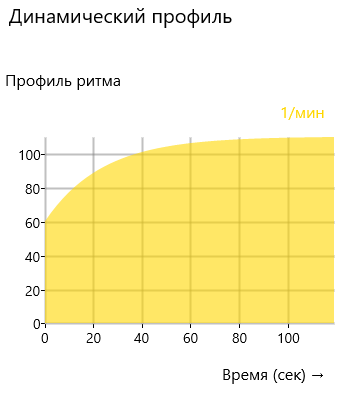 Динамический профиль
Профиль ритма
1/мин
100
80
60
40
20
0
0 20 40 60 80 100
Время (сек) →